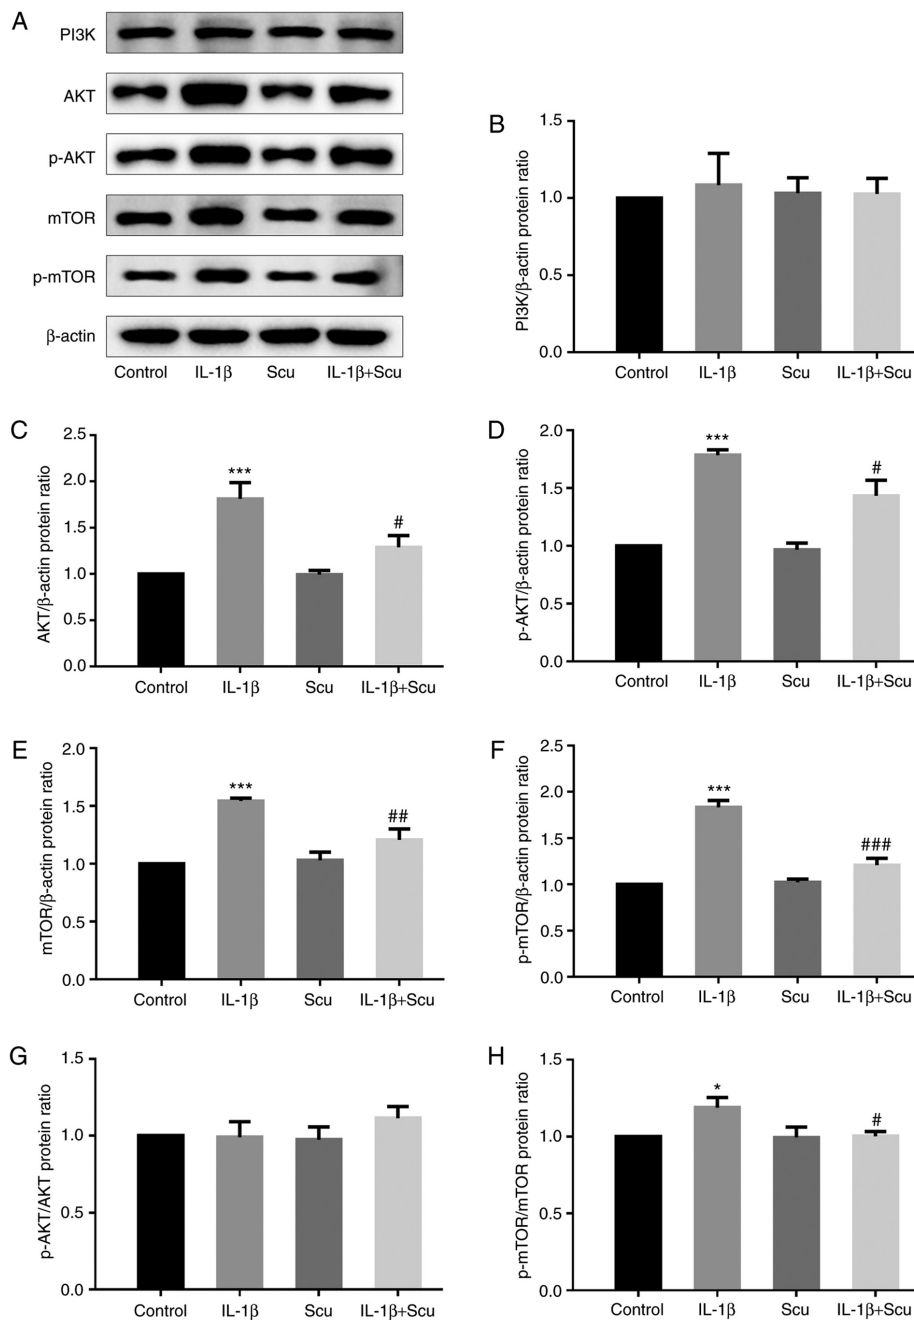 A
PI3K
AKT
p-AKT
mTOR
p-mTOR
β-actin
Control IL-1β Scu IL-1β+Scu
B
PI3K/β-actin protein ratio
1.5
1.0
0.5
0.0
Control IL-1β Scu IL-1β+Scu
C
AKT/β-actin protein ratio
2.5
2.0
1.5
1.0
0.5
0.0
***
#
Control IL-1β Scu IL-1β+Scu
D
p-AKT/β-actin protein ratio
2.0
1.5
1.0
0.5
0.0
***
#
Control IL-1β Scu IL-1β+Scu
E
mTOR/β-actin protein ratio
2.0
1.5
1.0
0.5
0.0
***
##
Control IL-1β Scu IL-1β+Scu
F
p-mTOR/β-actin protein ratio
2.5
2.0
1.5
1.0
0.5
0.0
***
###
Control IL-1β Scu IL-1β+Scu
G
p-AKT/AKT protein ratio
1.5
1.0
0.5
0.0
Control IL-1β Scu IL-1β+Scu
H
p-mTOR/mTOR protein ratio
1.5
1.0
0.5
0.0
*
#
Control IL-1β Scu IL-1β+Scu